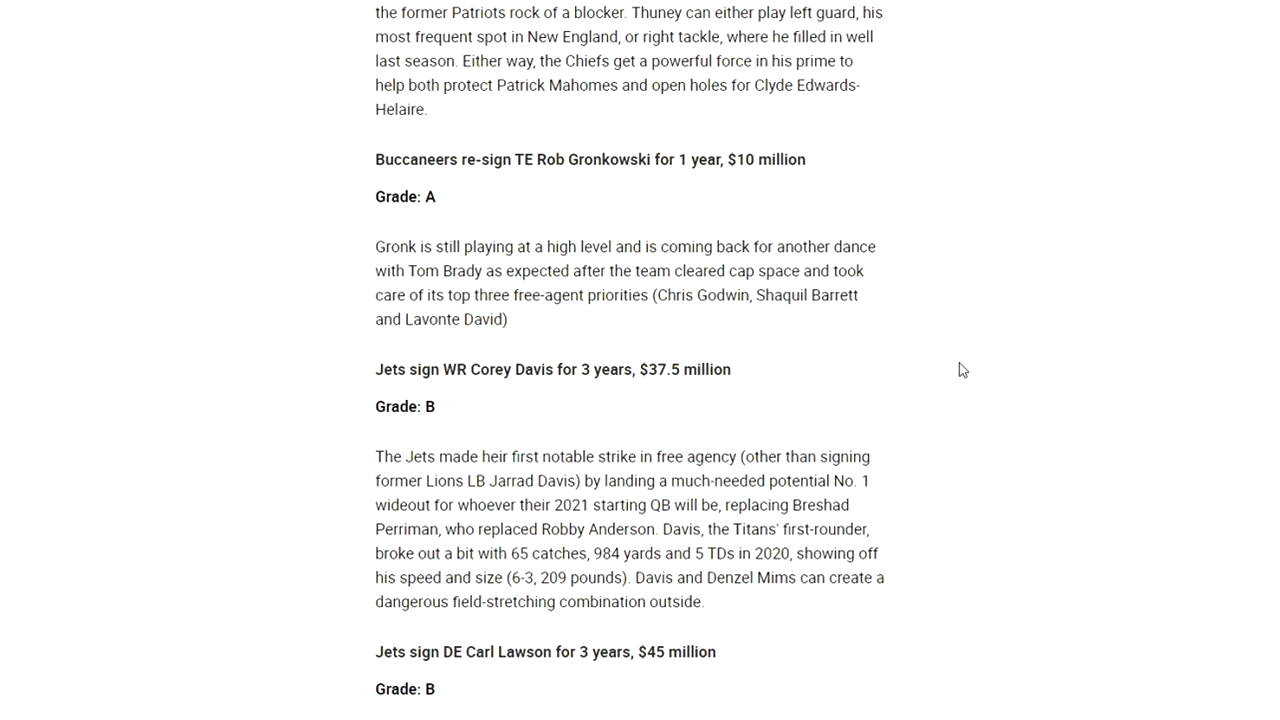 the former Patriots rock of a blocker. Thuney can either play left guard, his
most frequent spot in New England, or right tackle, where he filled in well
last season. Either way, the Chiefs get a powerful force in his prime to
help both protect Patrick Mahomes and open holes for Clyde Edwards-
Helaire.
Buccaneers re-sign TE Rob Gronkowski for 1 year, $10 million
Grade: A
Gronk is still playing at a high level and is coming back for another dance
with Tom Brady as expected after the team cleared cap space and took
care of its top three free-agent priorities (Chris Godwin, Shaquil Barrett
and Lavonte David)
Jets sign WR Corey Davis for 3 years, $37.5 million
Grade: B
The Jets made heir first notable strike in free agency (other than signing
former Lions LB Jarrad Davis) by landing a much-needed potential No. 1
wideout for whoever their 2021 starting QB will be, replacing Breshad
Perriman, who replaced Robby Anderson. Davis, the Titans' first-rounder,
broke out a bit with 65 catches, 984 yards and 5 TDs in 2020, showing off
his speed and size (6-3, 209 pounds). Davis and Denzel Mims can create a
dangerous field-stretching combination outside.
Jets sign DE Carl Lawson for 3 years, $45 million
Grade: B